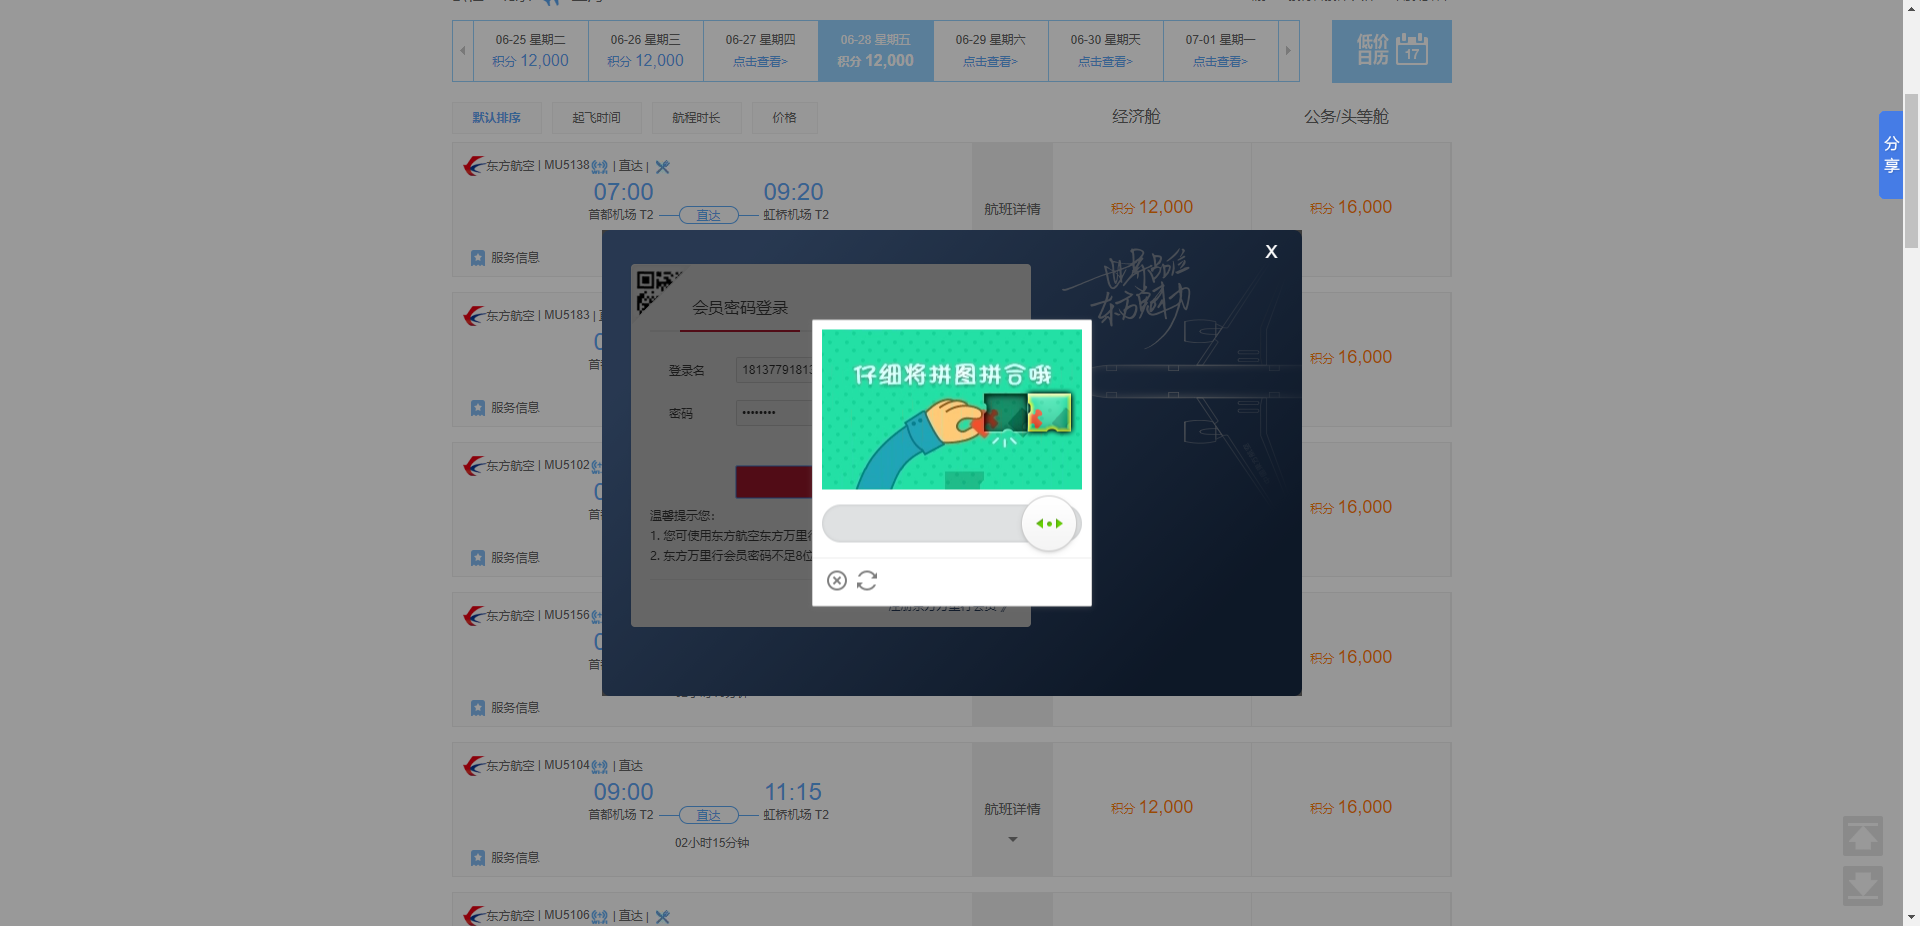 06-25 星期二
积分 12,000
06-26 星期三
积分 12,000
06-27 星期四
点击查看>
06-28 星期五
积分 12,000
06-29 星期六
点击查看>
06-30 星期天
点击查看>
07-01 星期一
点击查看>
低价
日历
17
默认排序
起飞时间
航程时长
价格
经济舱
公务/头等舱
分
享
东方航空 | MU5138 | 直达 |
07:00
09:20
首都机场 T2
直达
虹桥机场 T2
航班详情
积分 12,000
积分 16,000
服务信息
X
世界品位
东方魅力
会员密码登录
东方航空 | MU5183 |
积分 16,000
登录名
密码
••••••••
服务信息
仔细将拼图拼合哦
东方航空 | MU5102
积分 16,000
温馨提示您:
1. 您可使用东方航空东方万里行
2. 东方万里行会员密码不足8位
服务信息
注册东方万里行会员 》
东方航空 | MU5156
积分 16,000
服务信息
东方航空 | MU5104 | 直达
09:00
11:15
首都机场 T2
直达
虹桥机场 T2
02小时15分钟
航班详情
积分 12,000
积分 16,000
服务信息
东方航空 | MU5106 | 直达 |